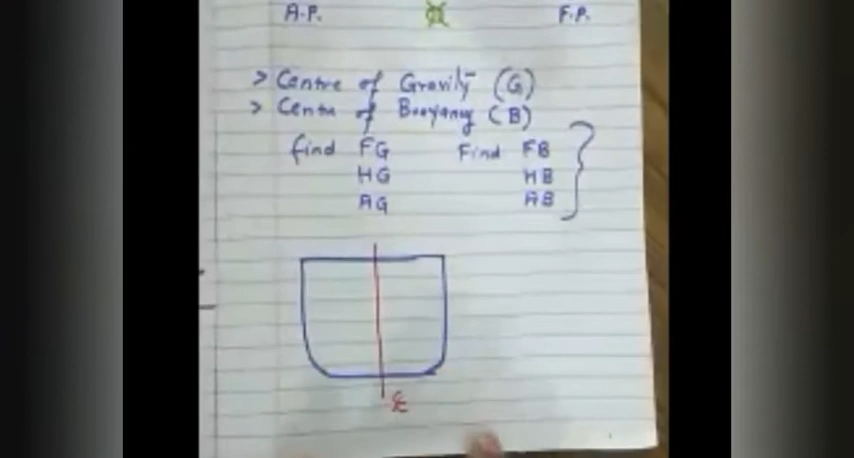 A.P. F.P.
> Centre of Gravity (G)
> Centre of Buoyancy (B)
find FG Find FB
HG HB
AG AB